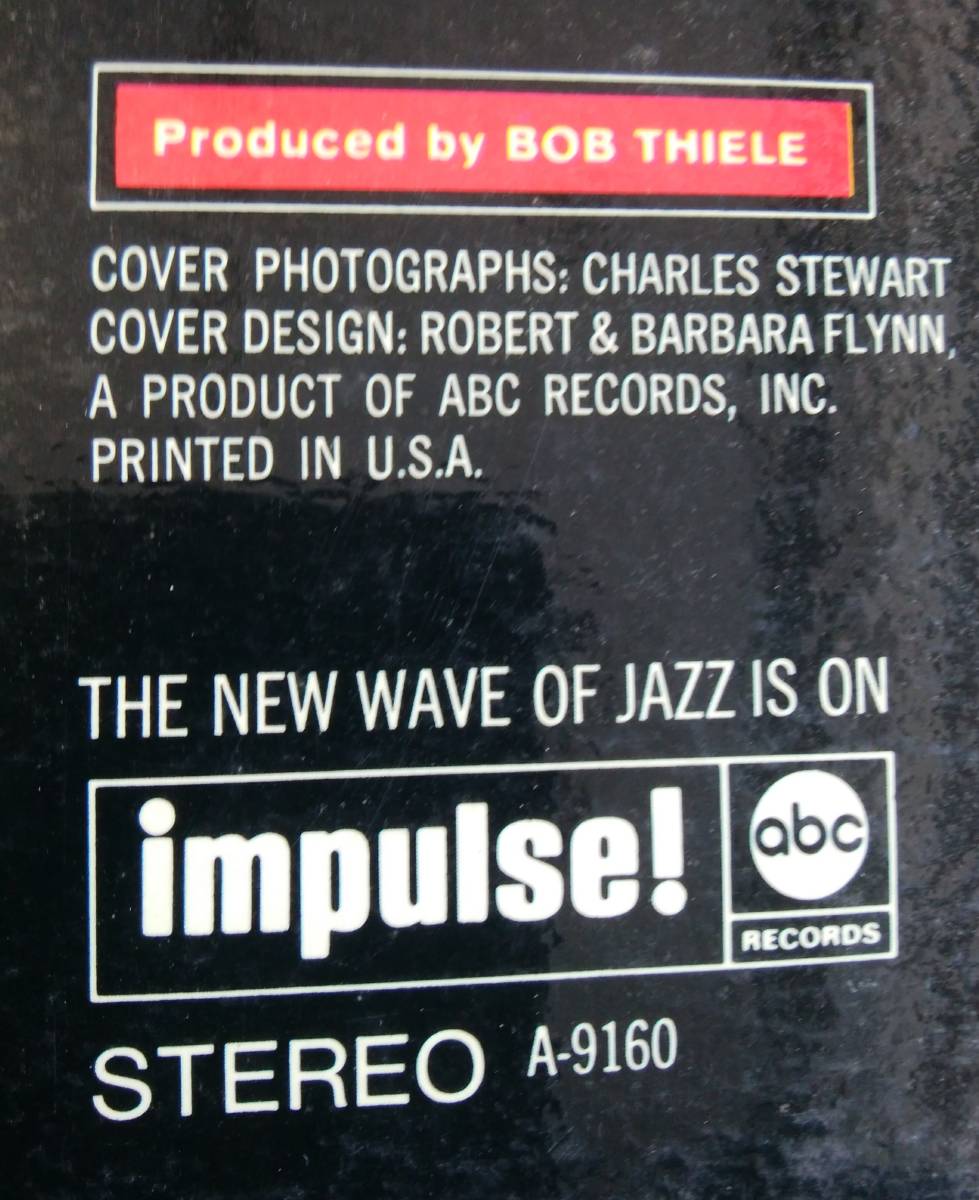 Produced by BOB THIELE
COVER PHOTOGRAPHS: CHARLES STEWART
COVER DESIGN: ROBERT & BARBARA FLYNN,
A PRODUCT OF ABC RECORDS, INC.
PRINTED IN U.S.A.
THE NEW WAVE OF JAZZ IS ON
impulse!
abc
RECORDS
STEREO A-9160